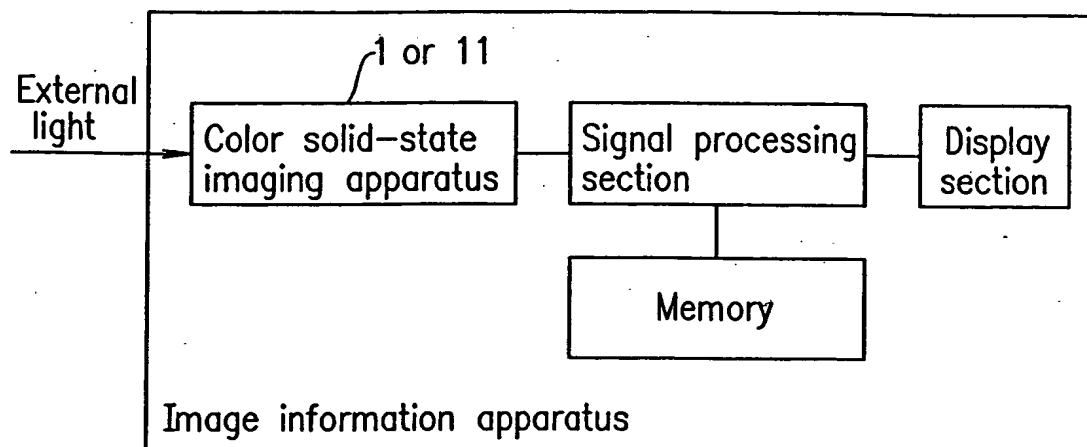 1 or 11
External
light
Color solid-state
imaging apparatus
Signal processing
section
Display
section
Memory
Image information apparatus